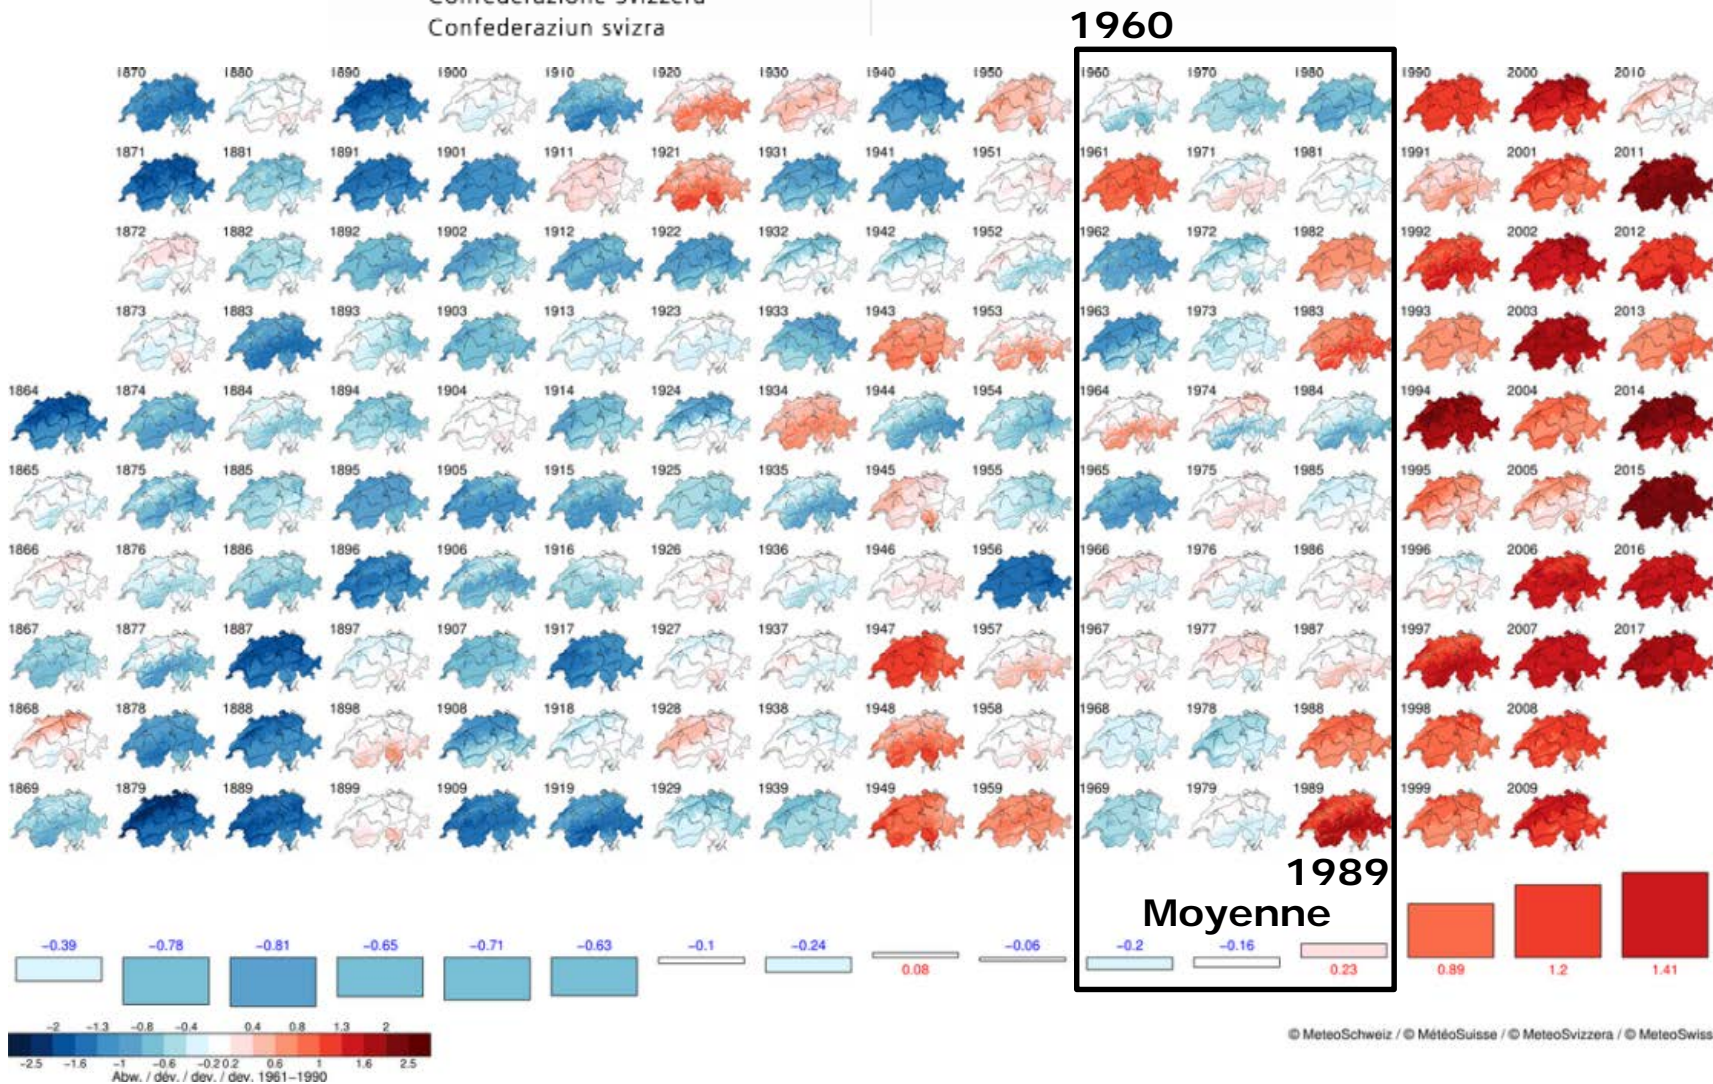 Confederaziun svizra
1960
1870 1880 1890 1900 1910 1920 1930 1940 1950 1960 1970 1980 1990 2000 2010
1871 1881 1891 1901 1911 1921 1931 1941 1951 1961 1971 1981 1991 2001 2011
1872 1882 1892 1902 1912 1922 1932 1942 1952 1962 1972 1982 1992 2002 2012
1873 1883 1893 1903 1913 1923 1933 1943 1953 1963 1973 1983 1993 2003 2013
1864 1874 1884 1894 1904 1914 1924 1934 1944 1954 1964 1974 1984 1994 2004 2014
1865 1875 1885 1895 1905 1915 1925 1935 1945 1955 1965 1975 1985 1995 2005 2015
1866 1876 1886 1896 1906 1916 1926 1936 1946 1956 1966 1976 1986 1996 2006 2016
1867 1877 1887 1897 1907 1917 1927 1937 1947 1957 1967 1977 1987 1997 2007 2017
1868 1878 1888 1898 1908 1918 1928 1938 1948 1958 1968 1978 1988 1998 2008
1869 1879 1889 1899 1909 1919 1929 1939 1949 1959 1969 1979 1989 1999 2009
1989
Moyenne
-0.39 -0.78 -0.81 -0.65 -0.71 -0.63 -0.1 -0.24 0.08 -0.06 -0.2 -0.16 0.23 0.89 1.2 1.41
-2 -1.3 -0.8 -0.4 0.4 0.8 1.3 2
-2.5 -1.6 -1 -0.6 -0.2 0.2 0.6 1 1.6 2.5
Abw. / dév. / dev. / dev. 1961-1990
© MeteoSchweiz / © MétéoSuisse / © MeteoSvizzera / © MeteoSwiss